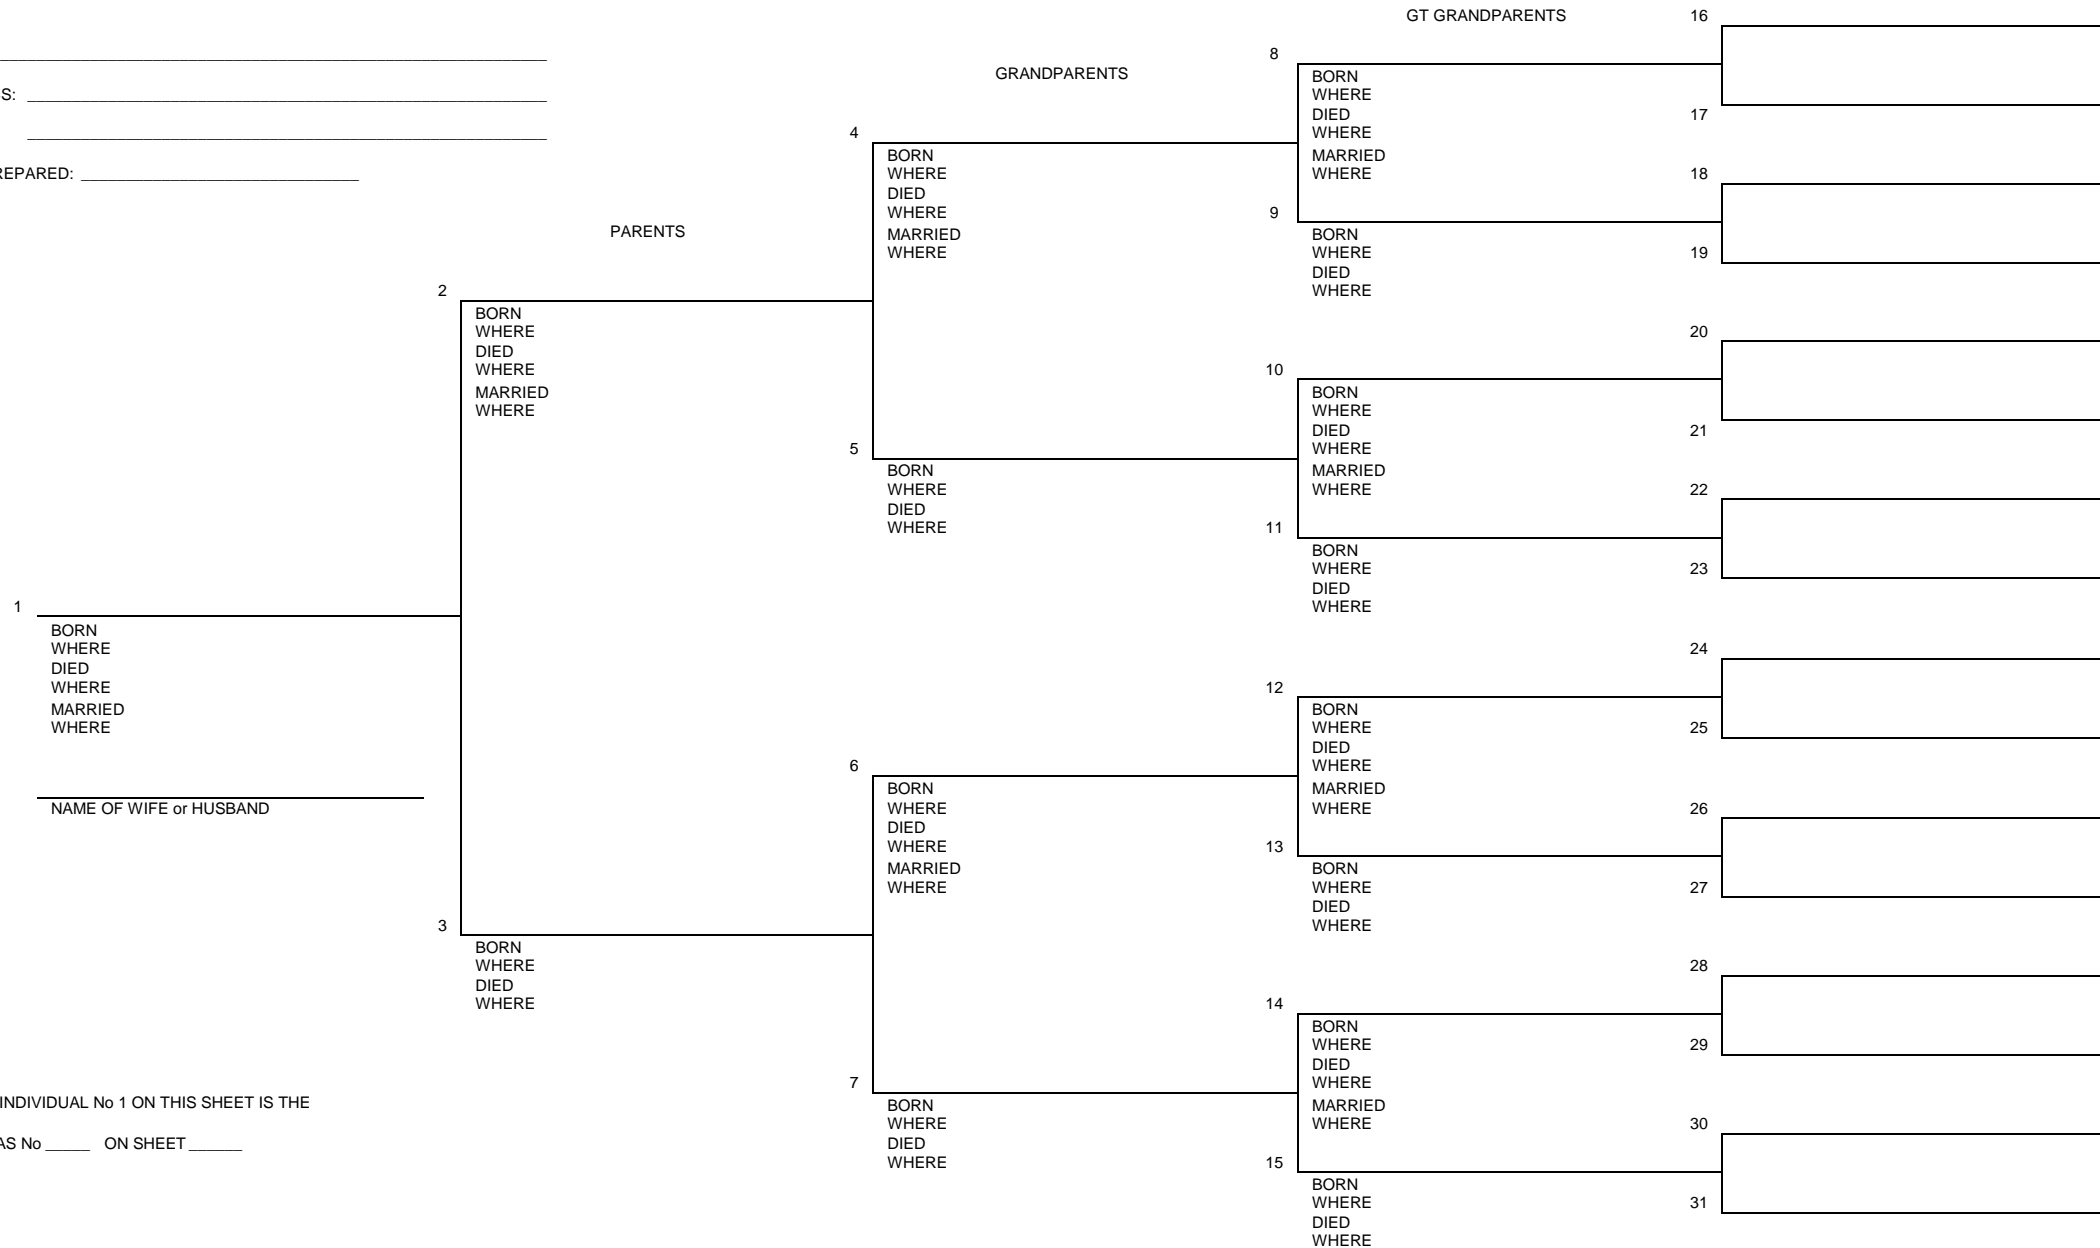 GT GRANDPARENTS
GRANDPARENTS
PARENTS
S: ____________________
REPARED: ____________________
1
BORN
WHERE
DIED
WHERE
MARRIED
WHERE
NAME OF WIFE or HUSBAND
INDIVIDUAL No 1 ON THIS SHEET IS THE
AS No _____ ON SHEET ______
2
BORN
WHERE
DIED
WHERE
MARRIED
WHERE
3
BORN
WHERE
DIED
WHERE
4
BORN
WHERE
DIED
WHERE
MARRIED
WHERE
5
BORN
WHERE
DIED
WHERE
6
BORN
WHERE
DIED
WHERE
MARRIED
WHERE
7
BORN
WHERE
DIED
WHERE
8
BORN
WHERE
DIED
WHERE
MARRIED
WHERE
9
BORN
WHERE
DIED
WHERE
10
BORN
WHERE
DIED
WHERE
MARRIED
WHERE
11
BORN
WHERE
DIED
WHERE
12
BORN
WHERE
DIED
WHERE
MARRIED
WHERE
13
BORN
WHERE
DIED
WHERE
14
BORN
WHERE
DIED
WHERE
MARRIED
WHERE
15
BORN
WHERE
DIED
WHERE
16
17
18
19
20
21
22
23
24
25
26
27
28
29
30
31